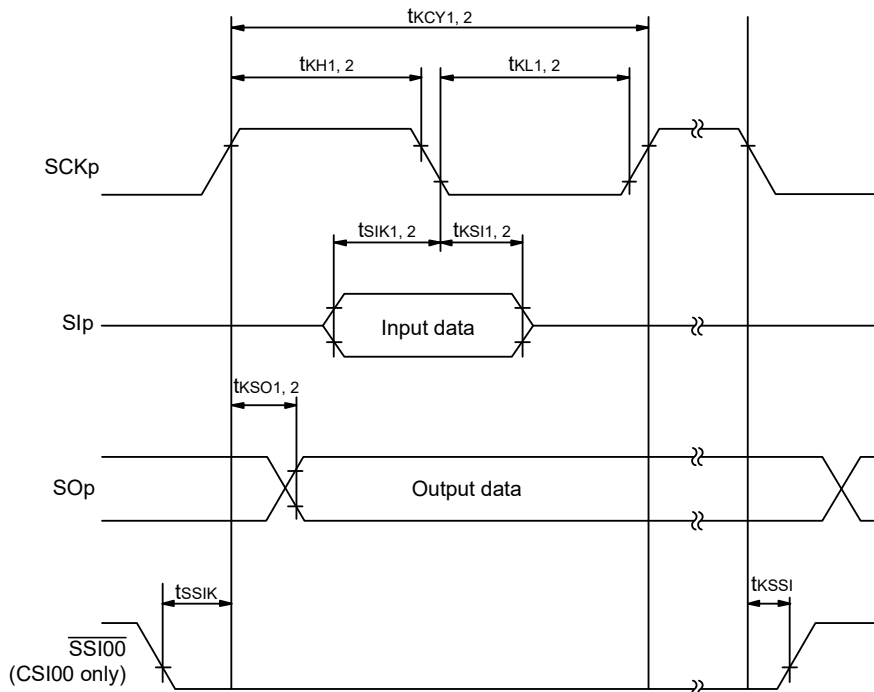 tKCY1, 2
tKH1, 2
tKL1, 2
SCKp
tSIK1, 2
tKSI1, 2
SIp
Input data
tKSO1, 2
SOp
Output data
tSSIK
tKSSI
SSI00
(CSI00 only)